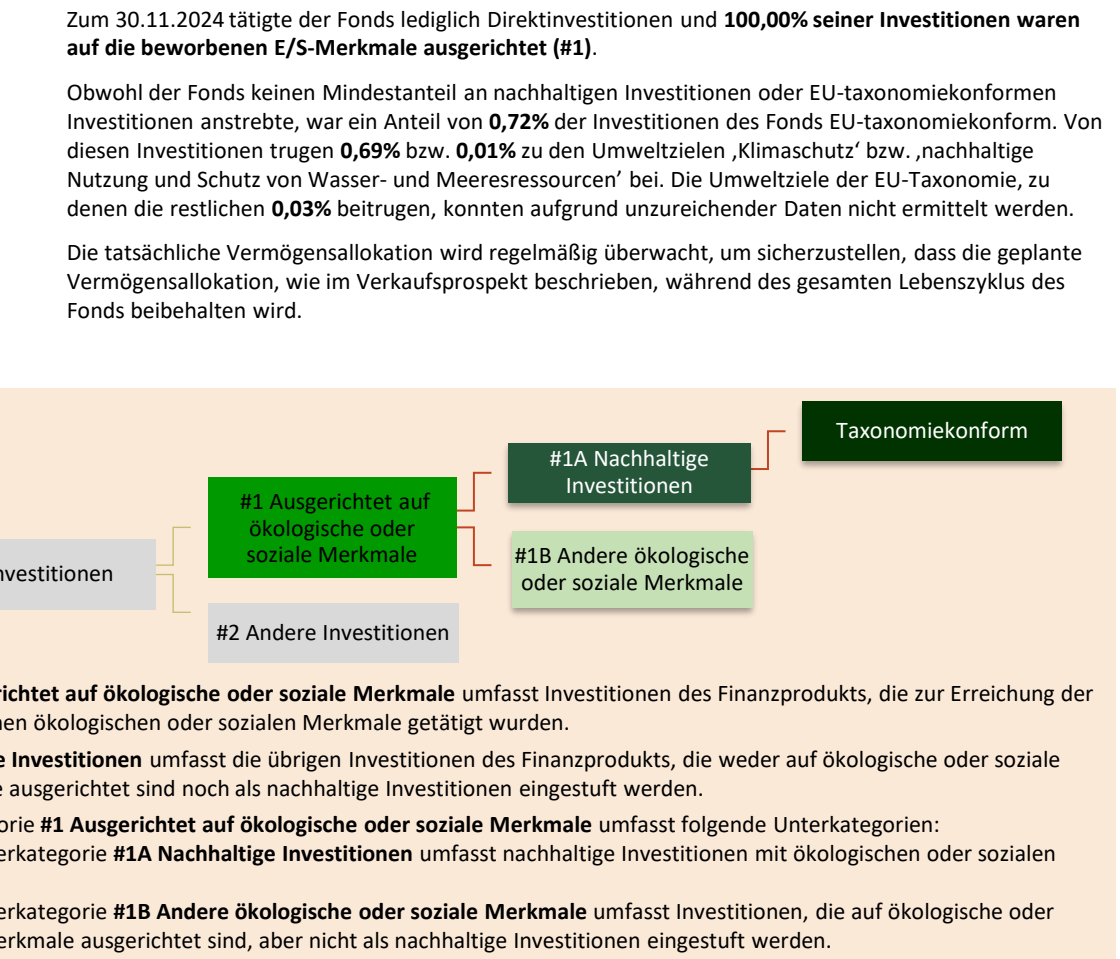 Zum 30.11.2024 tätigte der Fonds lediglich Direktinvestitionen und 100,00% seiner Investitionen waren
auf die beworbenen E/S-Merkmale ausgerichtet (#1).
Obwohl der Fonds keinen Mindestanteil an nachhaltigen Investitionen oder EU-taxonomiekonformen
Investitionen anstrebte, war ein Anteil von 0,72% der Investitionen des Fonds EU-taxonomiekonform. Von
diesen Investitionen trugen 0,69% bzw. 0,01% zu den Umweltzielen ‚Klimaschutz‘ bzw. ‚nachhaltige
Nutzung und Schutz von Wasser- und Meeresressourcen’ bei. Die Umweltziele der EU-Taxonomie, zu
denen die restlichen 0,03% beitrugen, konnten aufgrund unzureichender Daten nicht ermittelt werden.
Die tatsächliche Vermögensallokation wird regelmäßig überwacht, um sicherzustellen, dass die geplante
Vermögensallokation, wie im Verkaufsprospekt beschrieben, während des gesamten Lebenszyklus des
Fonds beibehalten wird.
Taxonomiekonform
#1A Nachhaltige
Investitionen
#1 Ausgerichtet auf
ökologische oder
soziale Merkmale
#1B Andere ökologische
oder soziale Merkmale
nvestitionen
#2 Andere Investitionen
richtet auf ökologische oder soziale Merkmale umfasst Investitionen des Finanzprodukts, die zur Erreichung der
nen ökologischen oder sozialen Merkmale getätigt wurden.
e Investitionen umfasst die übrigen Investitionen des Finanzprodukts, die weder auf ökologische oder soziale
e ausgerichtet sind noch als nachhaltige Investitionen eingestuft werden.
orie #1 Ausgerichtet auf ökologische oder soziale Merkmale umfasst folgende Unterkategorien:
erkategorie #1A Nachhaltige Investitionen umfasst nachhaltige Investitionen mit ökologischen oder sozialen
erkategorie #1B Andere ökologische oder soziale Merkmale umfasst Investitionen, die auf ökologische oder
erkmale ausgerichtet sind, aber nicht als nachhaltige Investitionen eingestuft werden.